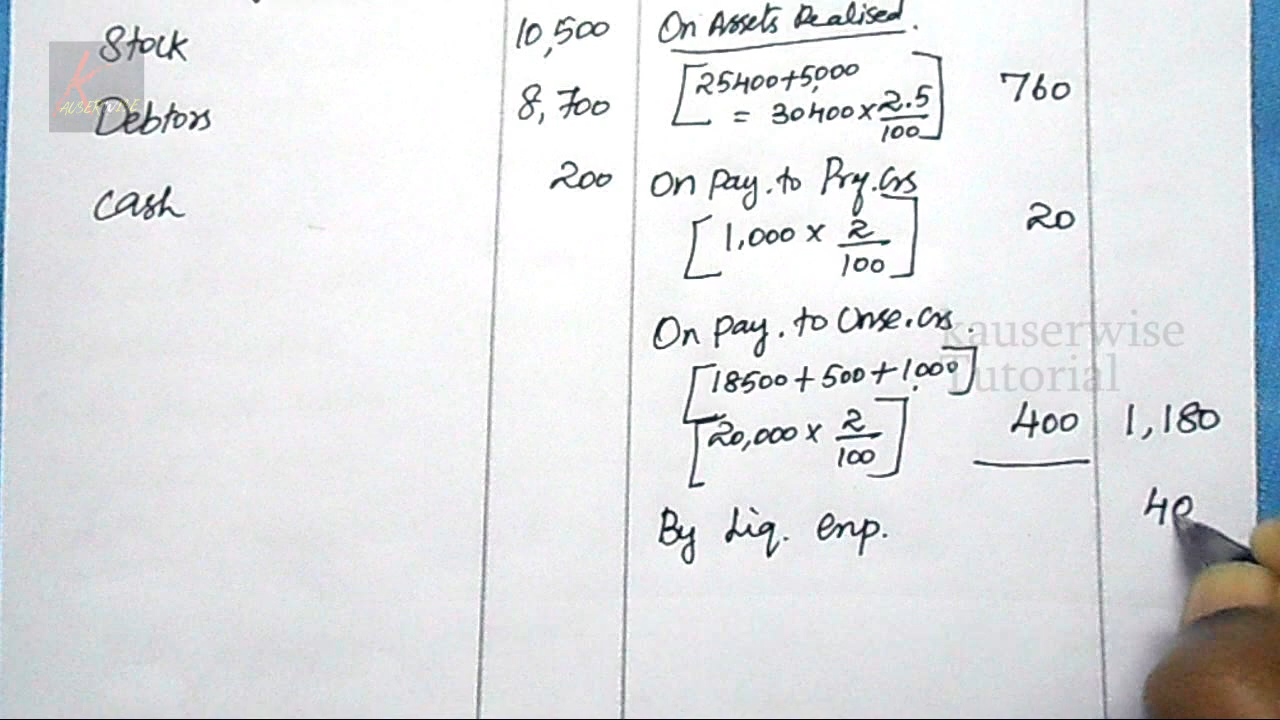 Stock 10,500
Debtors 8,700
cash 200
On Assets Realised.
[25400+5,000
= 30400 × 2.5/100] 760
On pay. to Pry. Crs
[1,000 × 2/100] 20
On pay. to Unse. Crs.
[18500 + 500 + 1,000]
[20,000 × 2/100] 400 1,180
By Liq. Exp. 40
K
KAUSERWISE
kauserwise
Tutorial